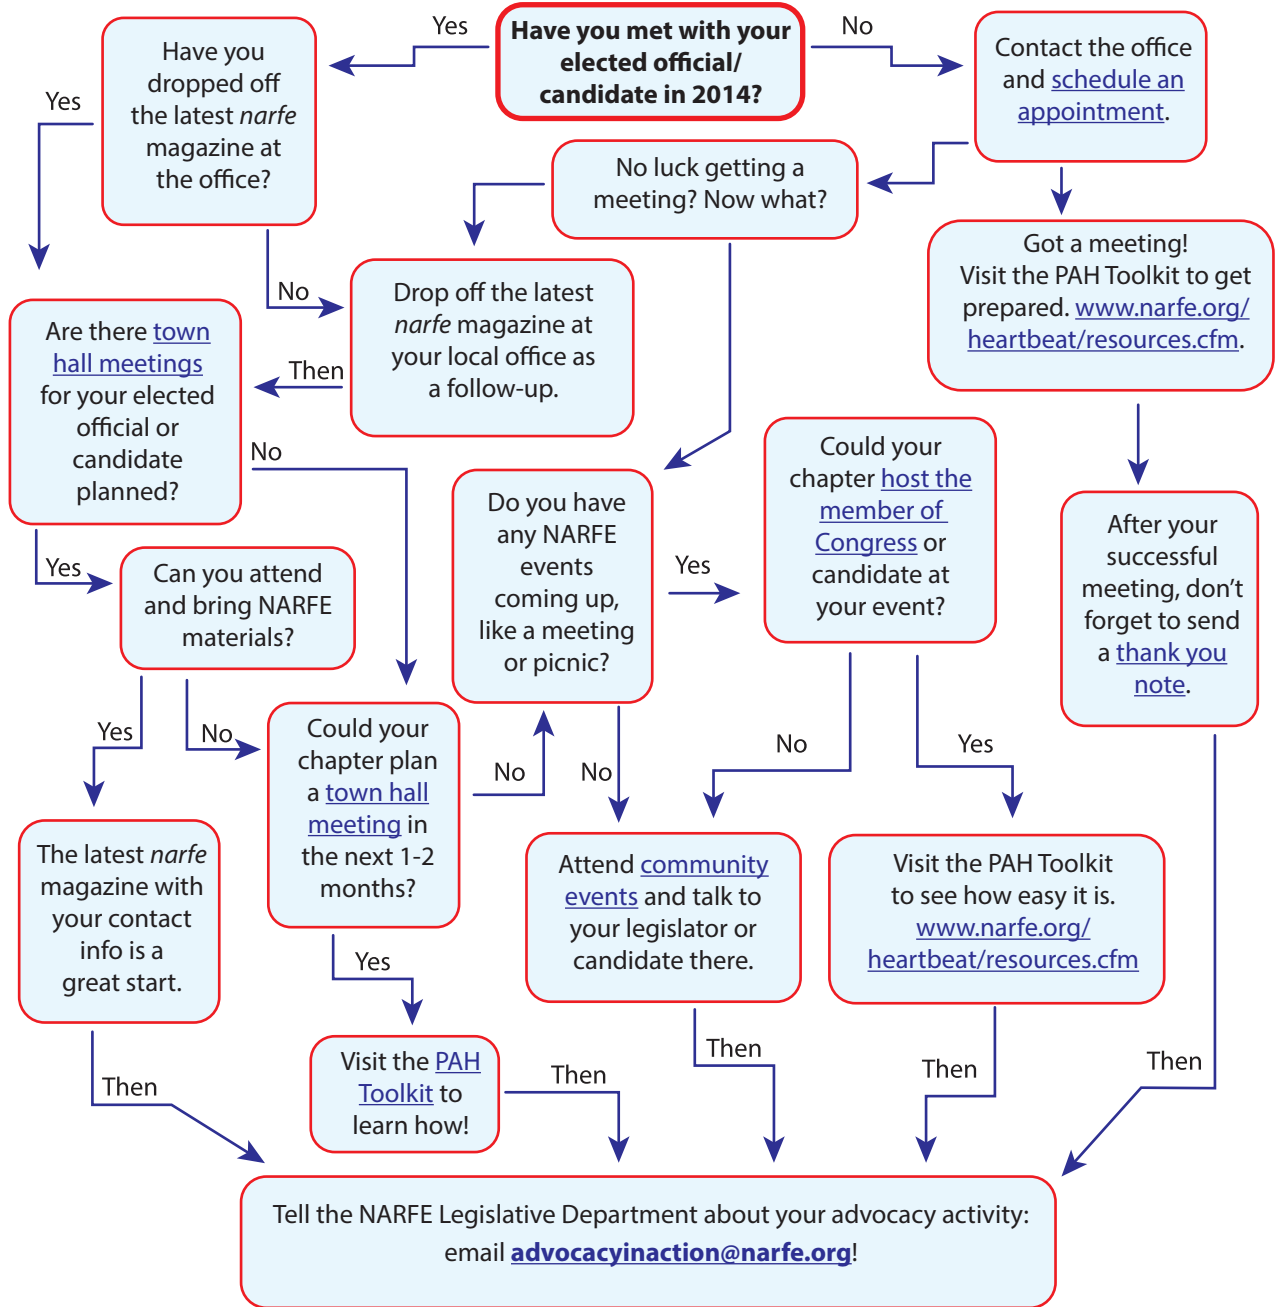 Have you met with your
elected official/
candidate in 2014?
Yes
No
Have you
dropped off
the latest narfe
magazine at
the office?
Contact the office
and schedule an
appointment.
Yes
No luck getting a
meeting? Now what?
Got a meeting!
Visit the PAH Toolkit to get
prepared. www.narfe.org/
heartbeat/resources.cfm.
No
Drop off the latest
narfe magazine at
your local office as
a follow-up.
Then
Are there town
hall meetings
for your elected
official or
candidate
planned?
No
Yes
Can you attend
and bring NARFE
materials?
Do you have
any NARFE
events
coming up,
like a meeting
or picnic?
Yes
Could your
chapter host the
member of
Congress or
candidate at
your event?
After your
successful
meeting, don't
forget to send
a thank you
note.
Yes
No
Could your
chapter plan
a town hall
meeting in
the next 1-2
months?
No
No
No
Yes
The latest narfe
magazine with
your contact
info is a
great start.
Attend community
events and talk to
your legislator or
candidate there.
Visit the PAH Toolkit
to see how easy it is.
www.narfe.org/
heartbeat/resources.cfm
Yes
Visit the PAH
Toolkit to
learn how!
Then
Then
Then
Then
Then
Tell the NARFE Legislative Department about your advocacy activity:
email advocacyinaction@narfe.org!